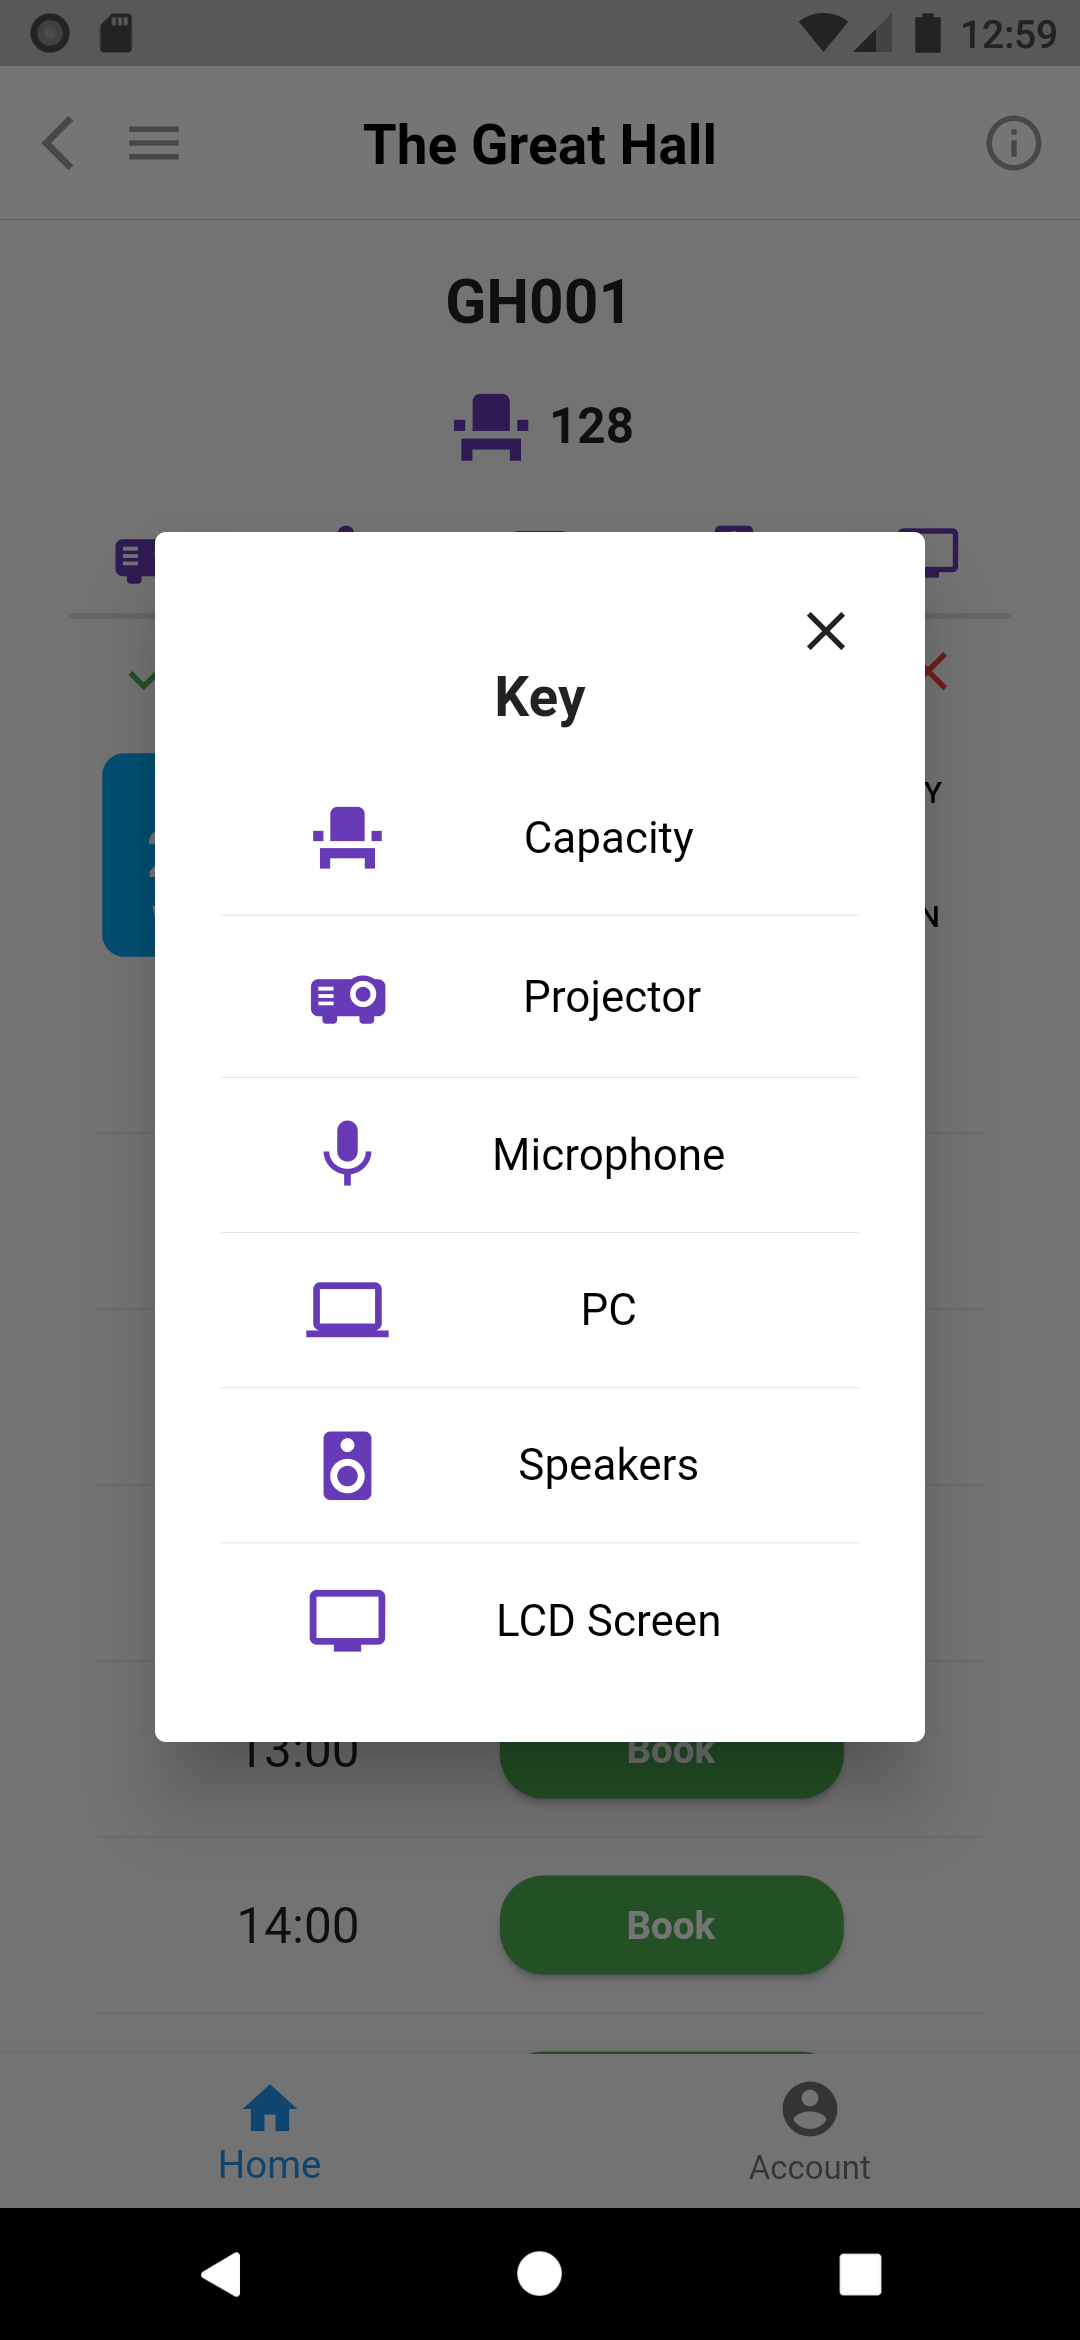 12:59
The Great Hall
GH001
128
Key
Capacity
Projector
Microphone
PC
Speakers
LCD Screen
13:00 Book
14:00 Book
Home Account